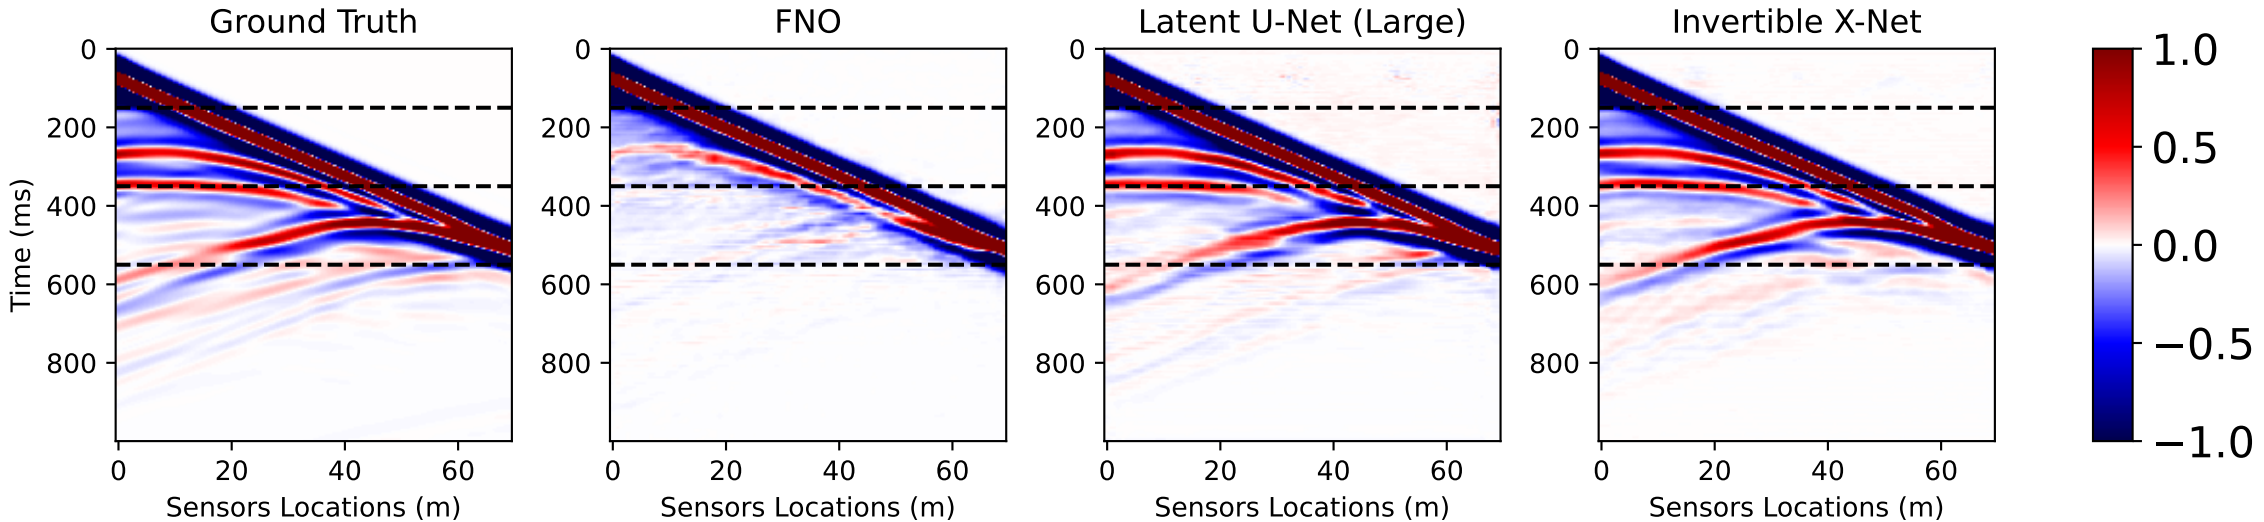 Ground Truth
FNO
Latent U-Net (Large)
Invertible X-Net
Time (ms)
0
200
400
600
800
0
200
400
600
800
0
200
400
600
800
0
200
400
600
800
0 20 40 60
0 20 40 60
0 20 40 60
0 20 40 60
Sensors Locations (m)
Sensors Locations (m)
Sensors Locations (m)
Sensors Locations (m)
1.0
0.5
0.0
−0.5
−1.0